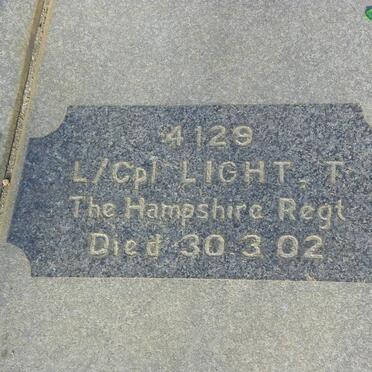 4129
L/Cpl LIGHT. T
The Hampshire Regt
Died 30 3 02